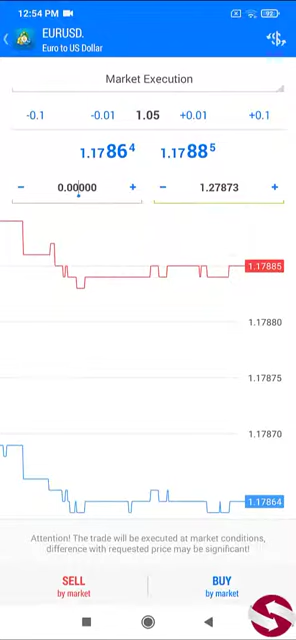 12:54 PM 92
EURUSD.
Euro to US Dollar
Market Execution
-0.1 -0.01 1.05 +0.01 +0.1
1.17864 1.17885
− 0.00000 + − 1.27873 +
1.17885
1.17880
1.17875
1.17870
1.17864
Attention! The trade will be executed at market conditions,
difference with requested price may be significant!
SELL BUY
by market by market